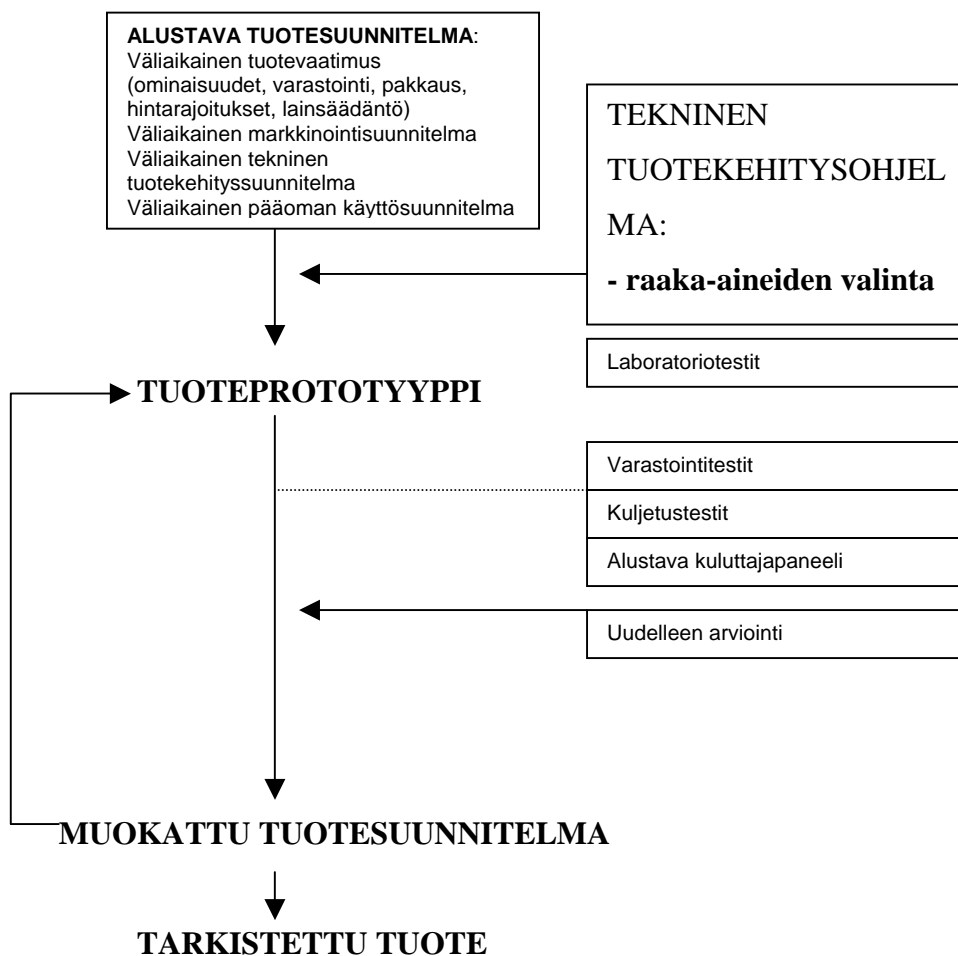 ALUSTAVA TUOTESUUNNITELMA:
Väliaikainen tuotevaatimus
(ominaisuudet, varastointi, pakkaus,
hintarajoitukset, lainsäädäntö)
Väliaikainen markkinointisuunnitelma
Väliaikainen tekninen
tuotekehityssuunnitelma
Väliaikainen pääoman käyttösuunnitelma
TEKNINEN
TUOTEKEHITYSOHJEL
MA:
- raaka-aineiden valinta
Laboratoriotestit
TUOTEPROTOTYYPPI
Varastointitestit
Kuljetustestit
Alustava kuluttajapaneeli
Uudelleen arviointi
MUOKATTU TUOTESUUNNITELMA
TARKISTETTU TUOTE